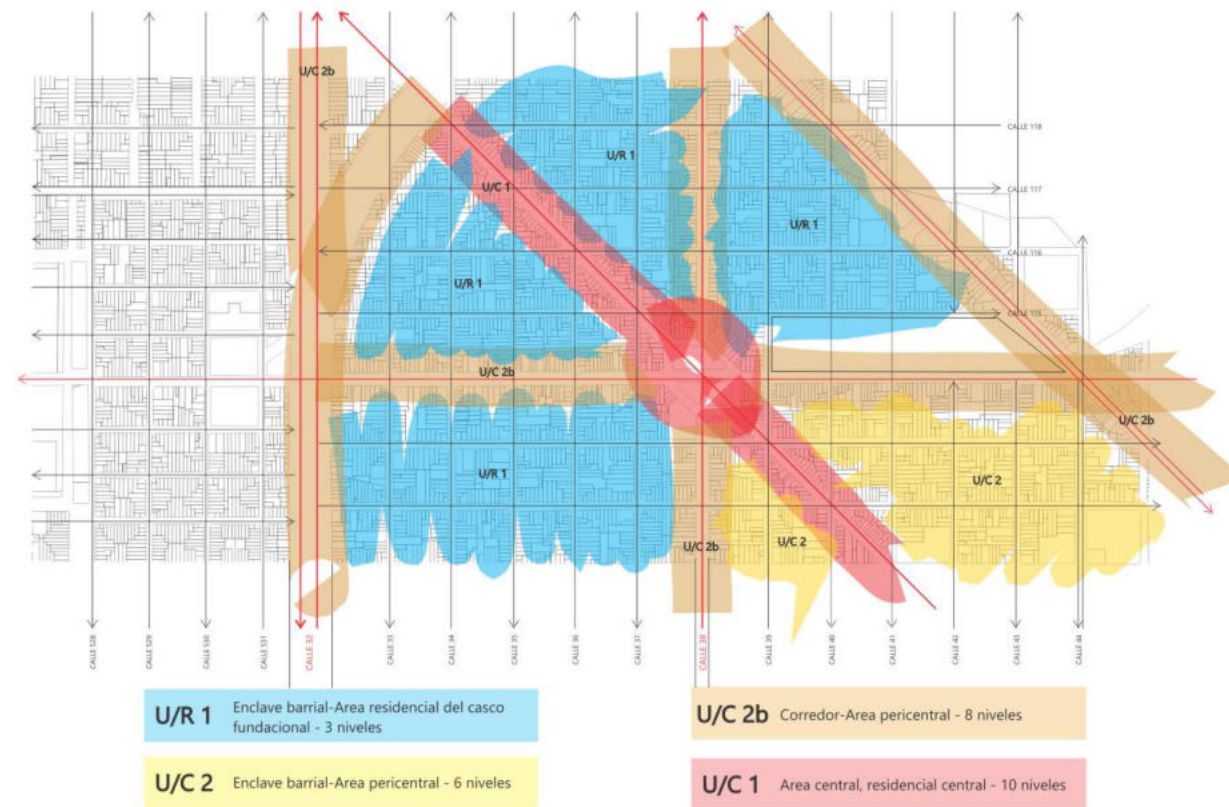 U/C 2b
CALLE 118
U/R 1
U/C 1
CALLE 117
U/R 1
CALLE 116
U/R 1
CALLE 115
U/C 2b
U/C 2b
U/R 1
U/C 2
U/C 2
U/C 2b
CALLE 528
CALLE 529
CALLE 530
CALLE 531
CALLE 32
CALLE 33
CALLE 34
CALLE 35
CALLE 36
CALLE 37
CALLE 38
CALLE 39
CALLE 40
CALLE 41
CALLE 42
CALLE 43
CALLE 44
U/R 1
Enclave barrial-Area residencial del casco
fundacional - 3 niveles
U/C 2b
Corredor-Area pericentral - 8 niveles
U/C 2
Enclave barrial-Area pericentral - 6 niveles
U/C 1
Area central, residencial central - 10 niveles